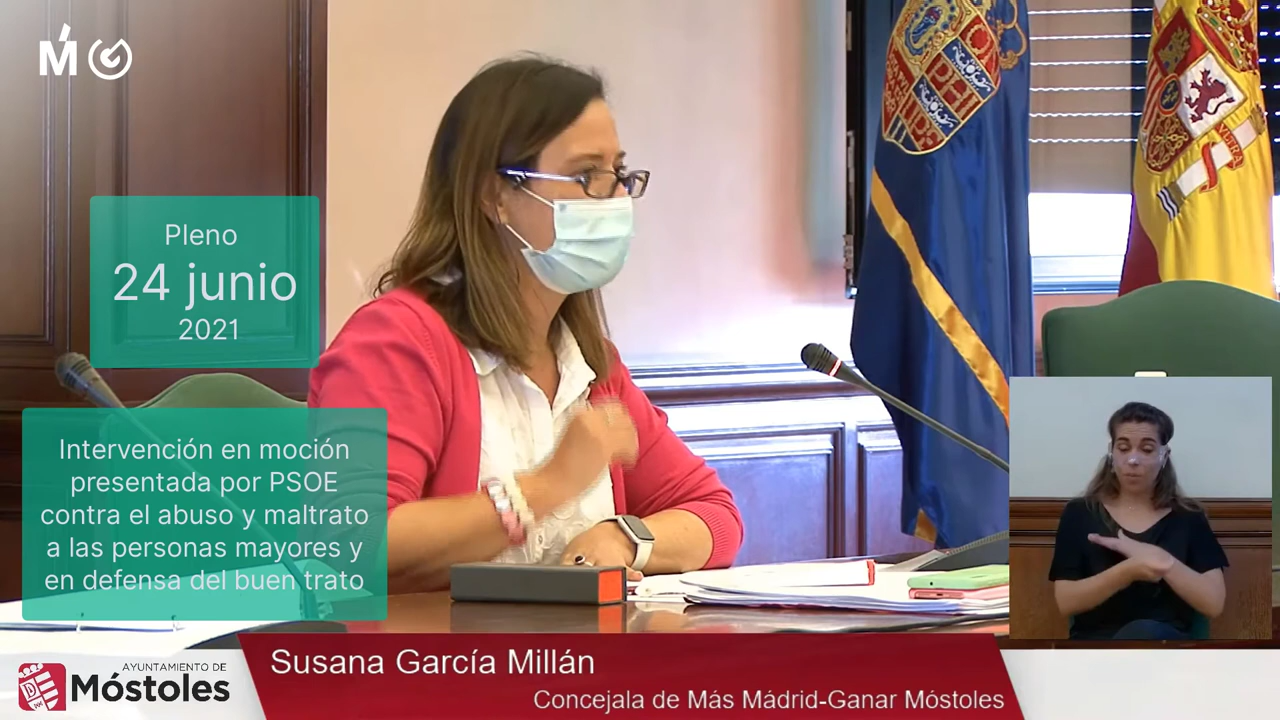 Ḿ
Pleno
24 junio
2021
Intervención en moción
presentada por PSOE
contra el abuso y maltrato
a las personas mayores y
en defensa del buen trato
AYUNTAMIENTO DE
Móstoles
Susana García Millán
Concejala de Más Mádrid-Ganar Móstoles